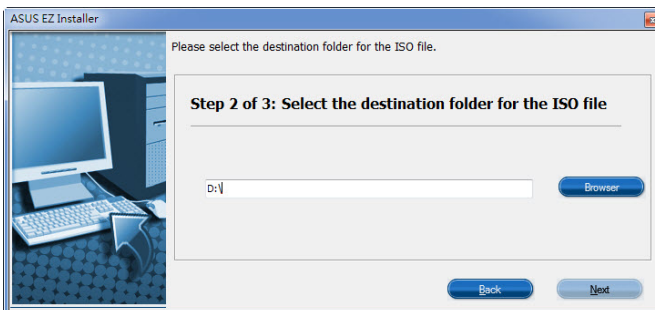 ASUS EZ Installer
Please select the destination folder for the ISO file.
Step 2 of 3: Select the destination folder for the ISO file
D:\
Browser
Back
Next